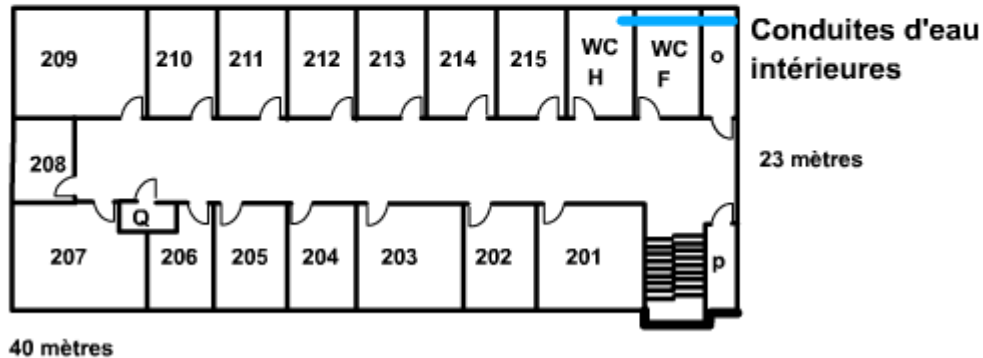 209
210
211
212
213
214
215
WC
H
WC
F
o
Conduites d'eau
intérieures
208
23 mètres
Q
207
206
205
204
203
202
201
p
40 mètres